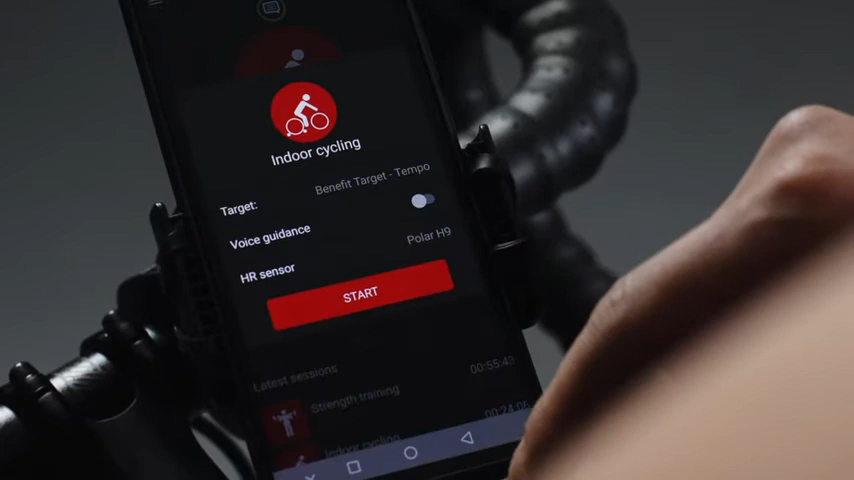 Indoor cycling
Target: Benefit Target - Tempo
Voice guidance
HR sensor Polar H9
START
Latest sessions
Strength training 00:55:43
Indoor cycling 00:24:06